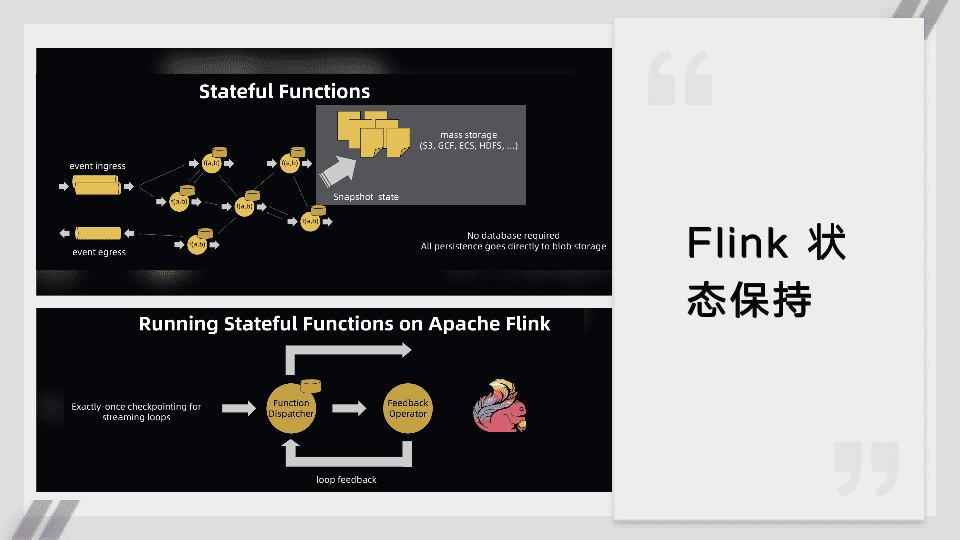 Stateful Functions
mass storage
(S3, GCF, ECS, HDFS, ...)
event ingress
f(a,b)
f(a,b)
f(a,b)
f(a,b)
f(a,b)
f(a,b)
Snapshot state
event egress
No database required
All persistence goes directly to blob storage
Running Stateful Functions on Apache Flink
Exactly-once checkpointing for
streaming loops
Function
Dispatcher
Feedback
Operator
loop feedback
“
Flink 状
态保持
”